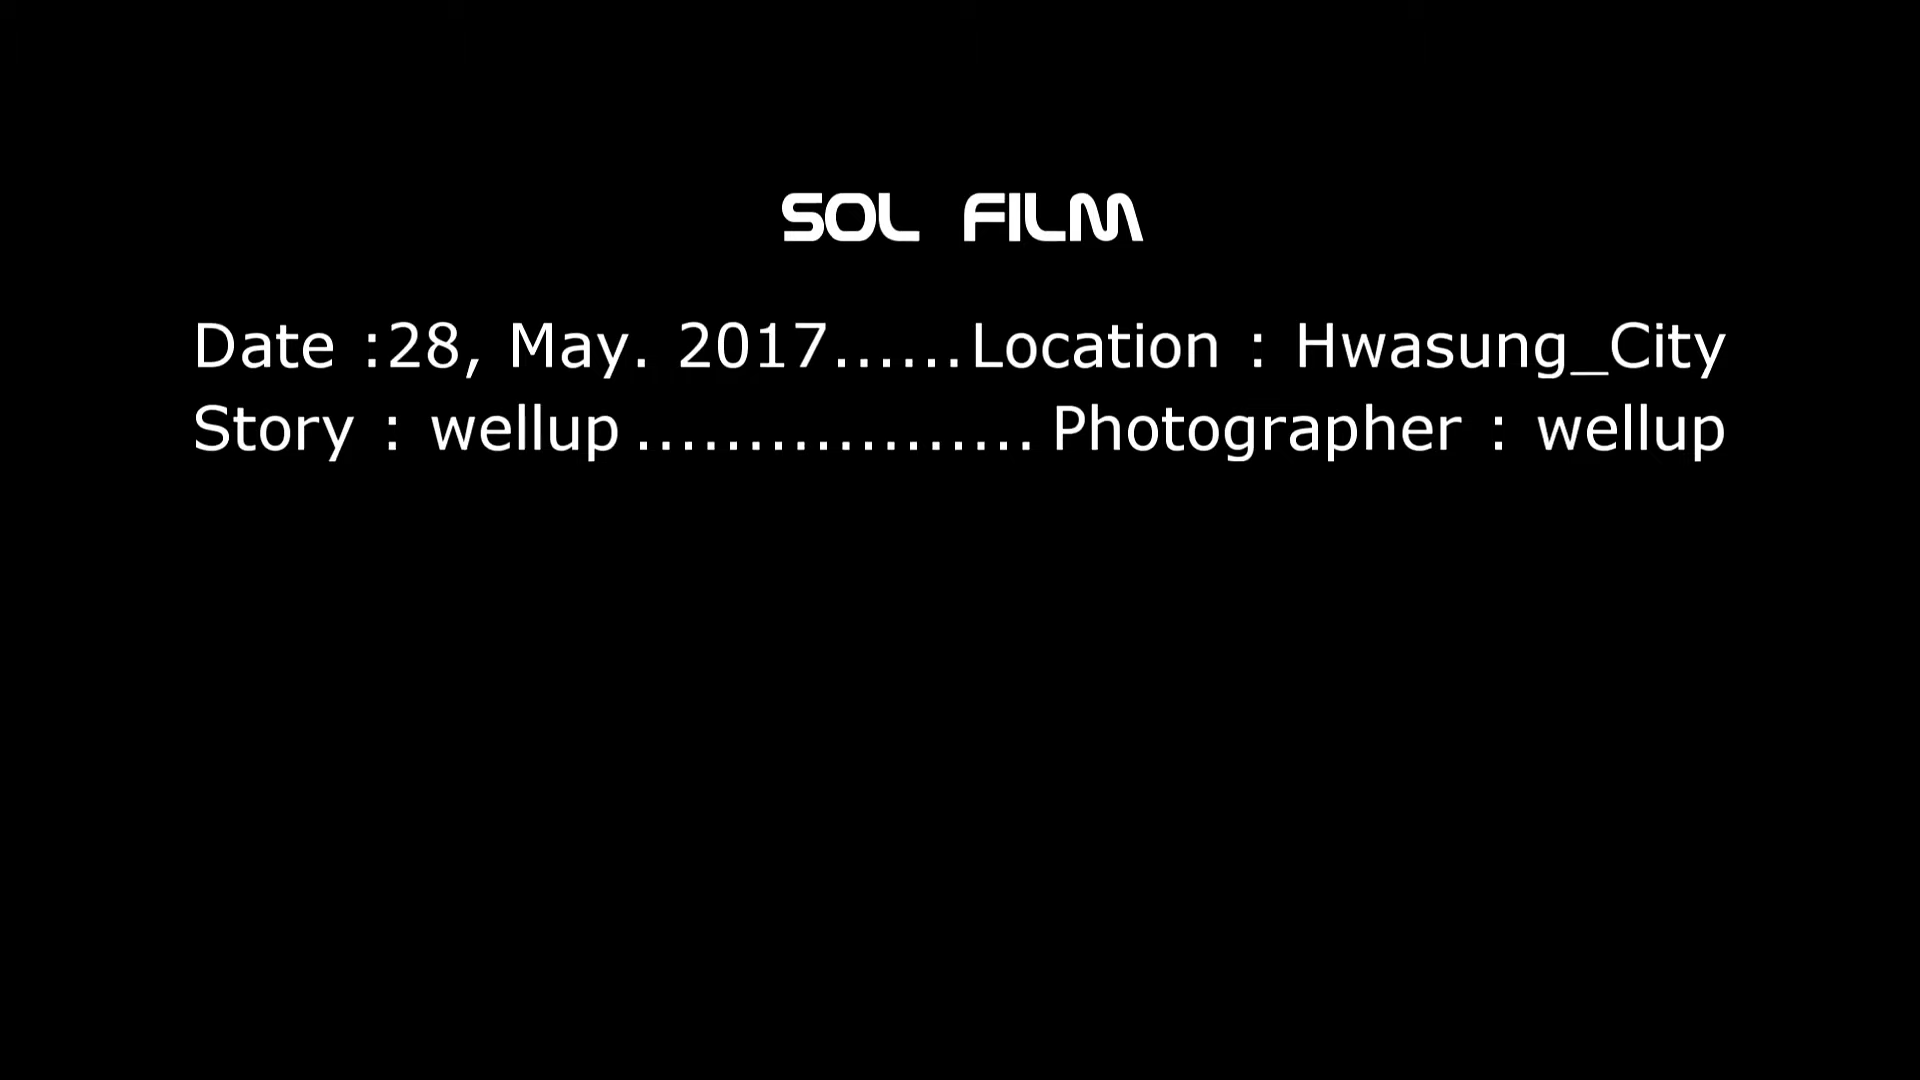 SOL FILM
Date :28, May. 2017......Location : Hwasung_City
Story : wellup..................Photographer : wellup